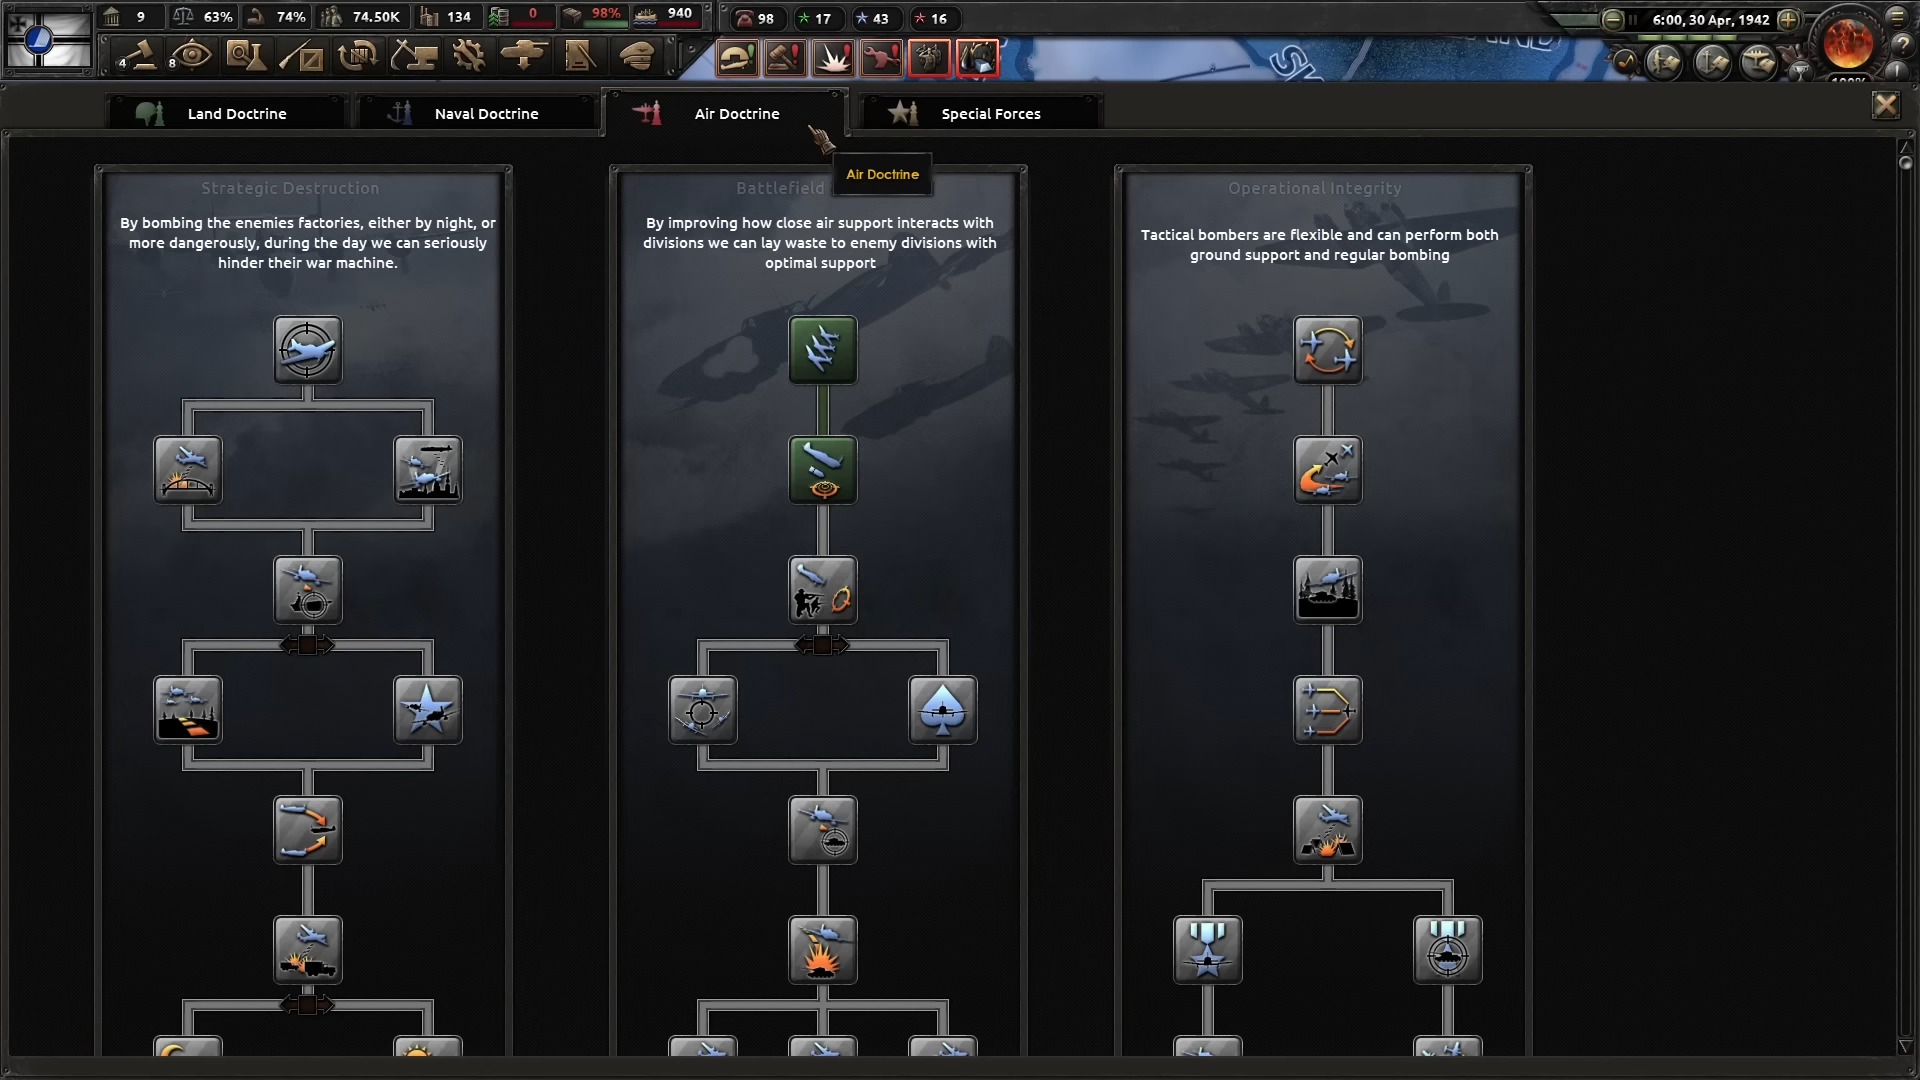 9 63% 74% 74.50K 134 0 98% 940 98 17 43 16 6:00, 30 Apr, 1942
4 8
Land Doctrine Naval Doctrine Air Doctrine Special Forces
Air Doctrine
Strategic Destruction
By bombing the enemies factories, either by night, or
more dangerously, during the day we can seriously
hinder their war machine.
Battlefield
By improving how close air support interacts with
divisions we can lay waste to enemy divisions with
optimal support
Operational Integrity
Tactical bombers are flexible and can perform both
ground support and regular bombing